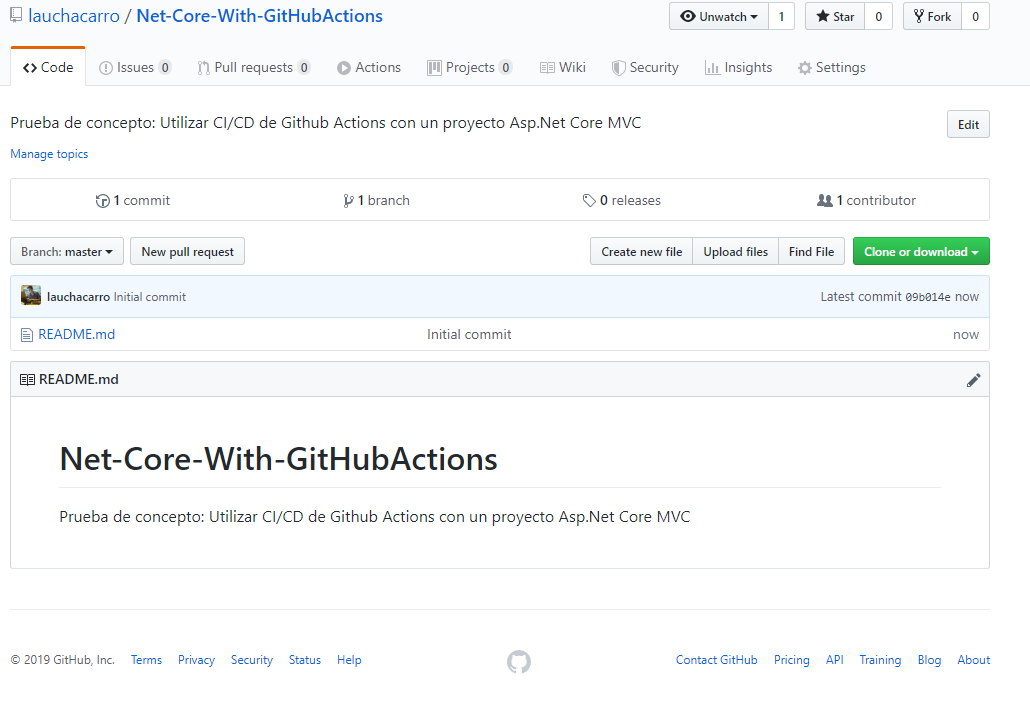 lauchacarro / Net-Core-With-GitHubActions
Unwatch 1 Star 0 Fork 0
Code Issues 0 Pull requests 0 Actions Projects 0 Wiki Security Insights Settings
Prueba de concepto: Utilizar CI/CD de Github Actions con un proyecto Asp.Net Core MVC
Edit
Manage topics
1 commit 1 branch 0 releases 1 contributor
Branch: master New pull request Create new file Upload files Find File Clone or download
lauchacarro Initial commit Latest commit 09b014e now
README.md Initial commit now
README.md
Net-Core-With-GitHubActions
Prueba de concepto: Utilizar CI/CD de Github Actions con un proyecto Asp.Net Core MVC
© 2019 GitHub, Inc. Terms Privacy Security Status Help Contact GitHub Pricing API Training Blog About